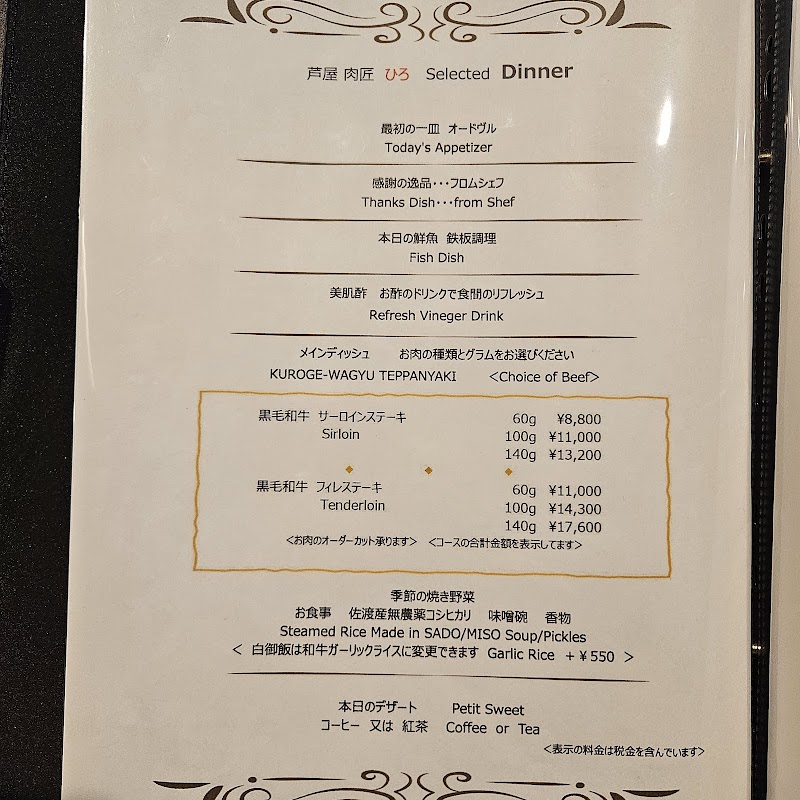 芦屋 肉匠 ひろ Selected Dinner
最初の一皿 オードヴル
Today's Appetizer
感謝の逸品･･･フロムシェフ
Thanks Dish･･･from Shef
本日の鮮魚 鉄板調理
Fish Dish
美肌酢 お酢のドリンクで食間のリフレッシュ
Refresh Vineger Drink
メインディッシュ お肉の種類とグラムをお選びください
KUROGE-WAGYU TEPPANYAKI <Choice of Beef>
黒毛和牛 サーロインステーキ 60g ¥8,800
Sirloin 100g ¥11,000
140g ¥13,200
黒毛和牛 フィレステーキ 60g ¥11,000
Tenderloin 100g ¥14,300
140g ¥17,600
<お肉のオーダーカット承ります> <コースの合計金額を表示してます>
季節の焼き野菜
お食事 佐渡産無農薬コシヒカリ 味噌碗 香物
Steamed Rice Made in SADO/MISO Soup/Pickles
< 白御飯は和牛ガーリックライスに変更できます Garlic Rice +¥550 >
本日のデザート Petit Sweet
コーヒー 又は 紅茶 Coffee or Tea
<表示の料金は税金を含んでいます>